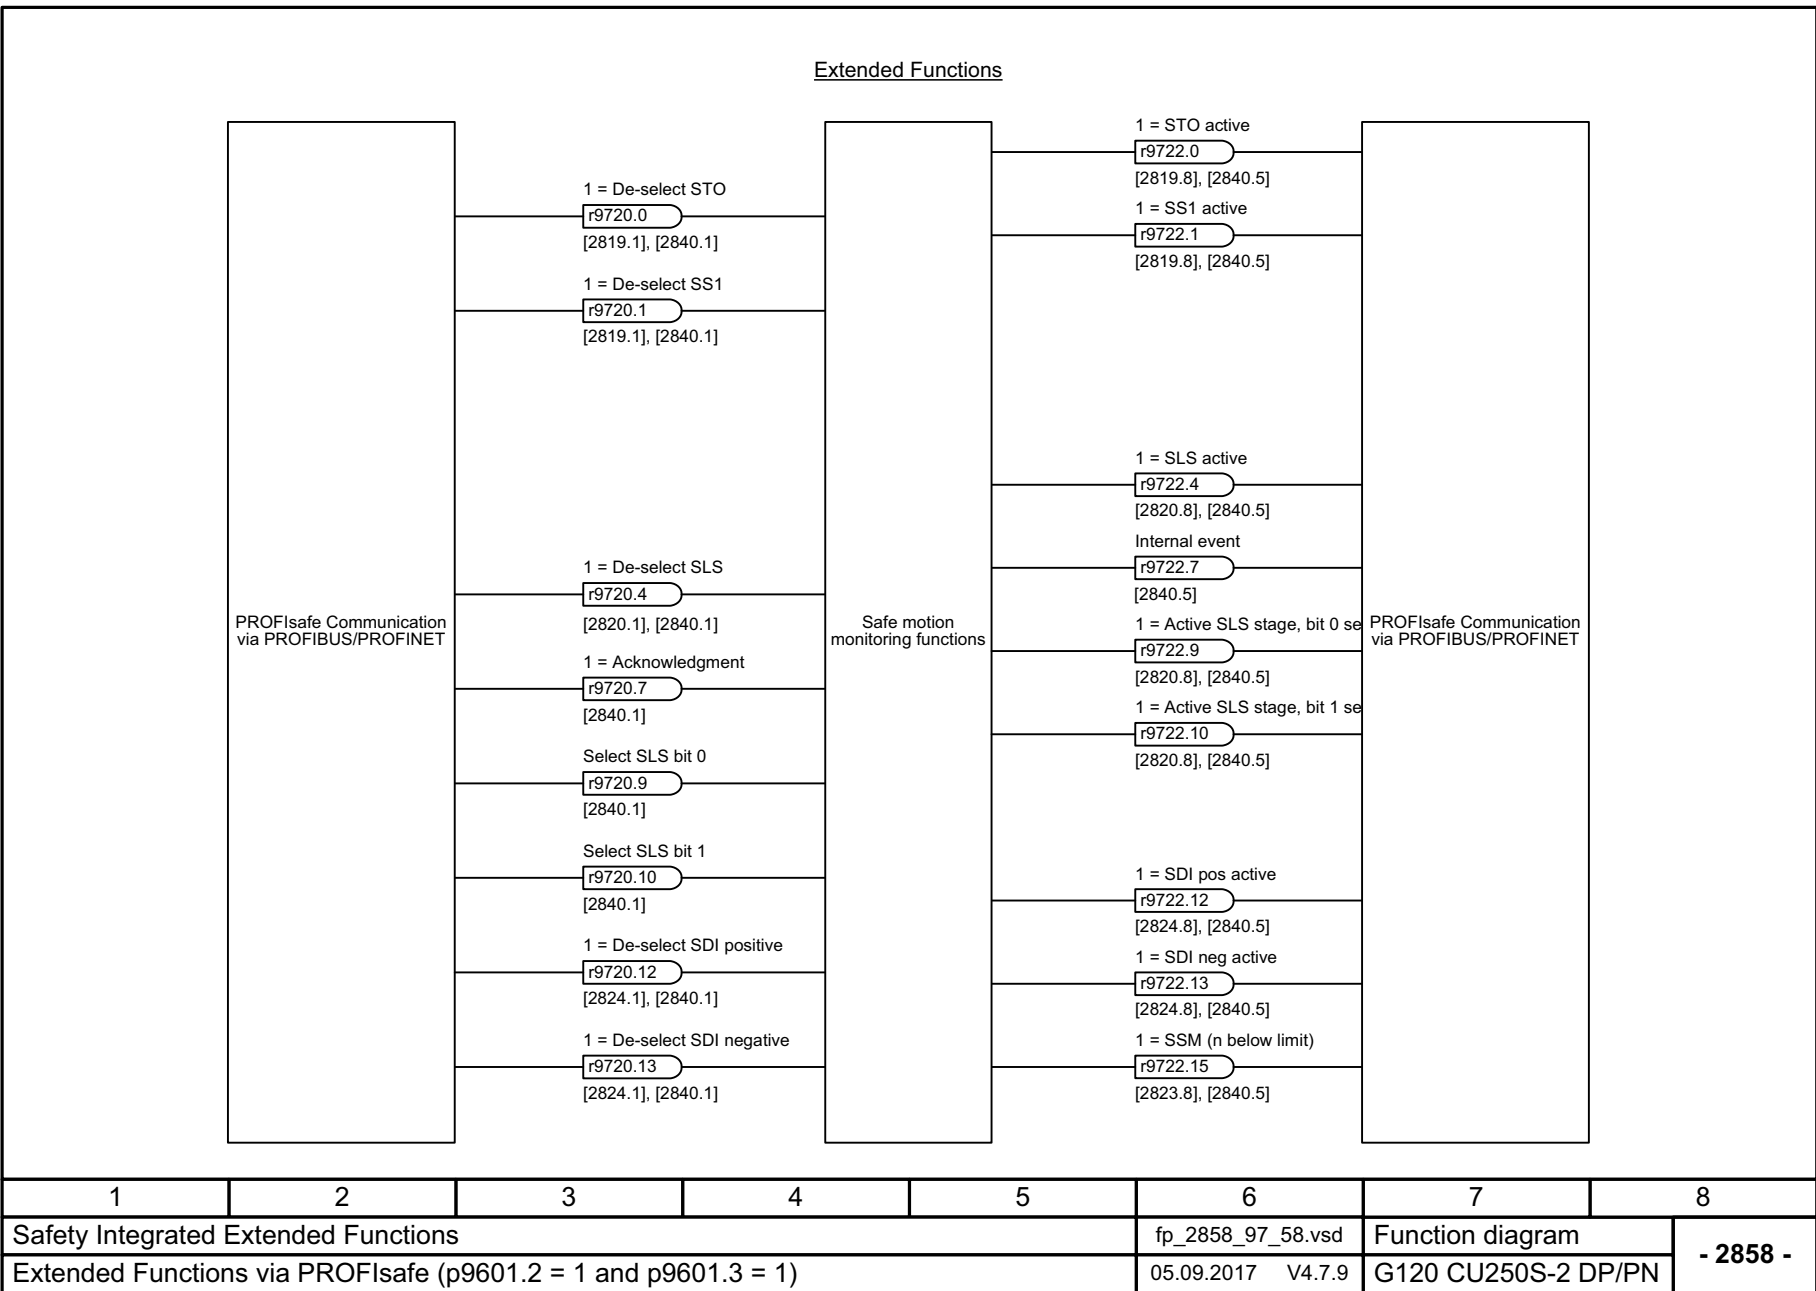 Extended Functions
PROFIsafe Communication
via PROFIBUS/PROFINET
1 = De-select STO
r9720.0
[2819.1], [2840.1]
1 = De-select SS1
r9720.1
[2819.1], [2840.1]
1 = De-select SLS
r9720.4
[2820.1], [2840.1]
1 = Acknowledgment
r9720.7
[2840.1]
Select SLS bit 0
r9720.9
[2840.1]
Select SLS bit 1
r9720.10
[2840.1]
1 = De-select SDI positive
r9720.12
[2824.1], [2840.1]
1 = De-select SDI negative
r9720.13
[2824.1], [2840.1]
Safe motion
monitoring functions
1 = STO active
r9722.0
[2819.8], [2840.5]
1 = SS1 active
r9722.1
[2819.8], [2840.5]
1 = SLS active
r9722.4
[2820.8], [2840.5]
Internal event
r9722.7
[2840.5]
1 = Active SLS stage, bit 0 se
r9722.9
[2820.8], [2840.5]
1 = Active SLS stage, bit 1 se
r9722.10
[2820.8], [2840.5]
1 = SDI pos active
r9722.12
[2824.8], [2840.5]
1 = SDI neg active
r9722.13
[2824.8], [2840.5]
1 = SSM (n below limit)
r9722.15
[2823.8], [2840.5]
PROFIsafe Communication
via PROFIBUS/PROFINET
1 2 3 4 5 6 7 8
Safety Integrated Extended Functions
fp_2858_97_58.vsd
Function diagram
- 2858 -
Extended Functions via PROFIsafe (p9601.2 = 1 and p9601.3 = 1)
05.09.2017 V4.7.9
G120 CU250S-2 DP/PN